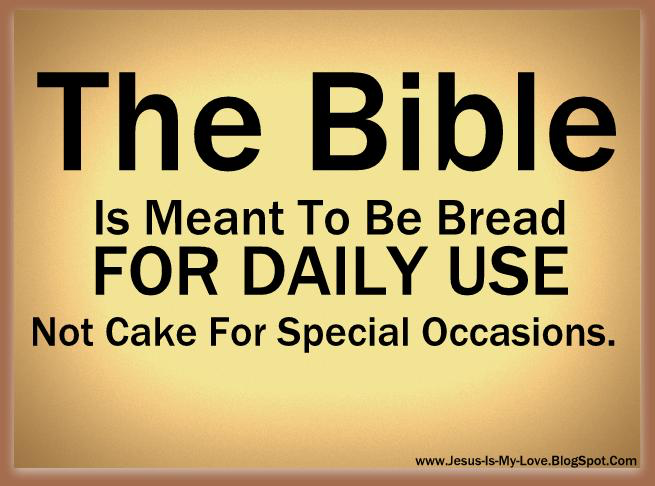 The Bible
Is Meant To Be Bread
FOR DAILY USE
Not Cake For Special Occasions.
www.Jesus-Is-My-Love.BlogSpot.Com